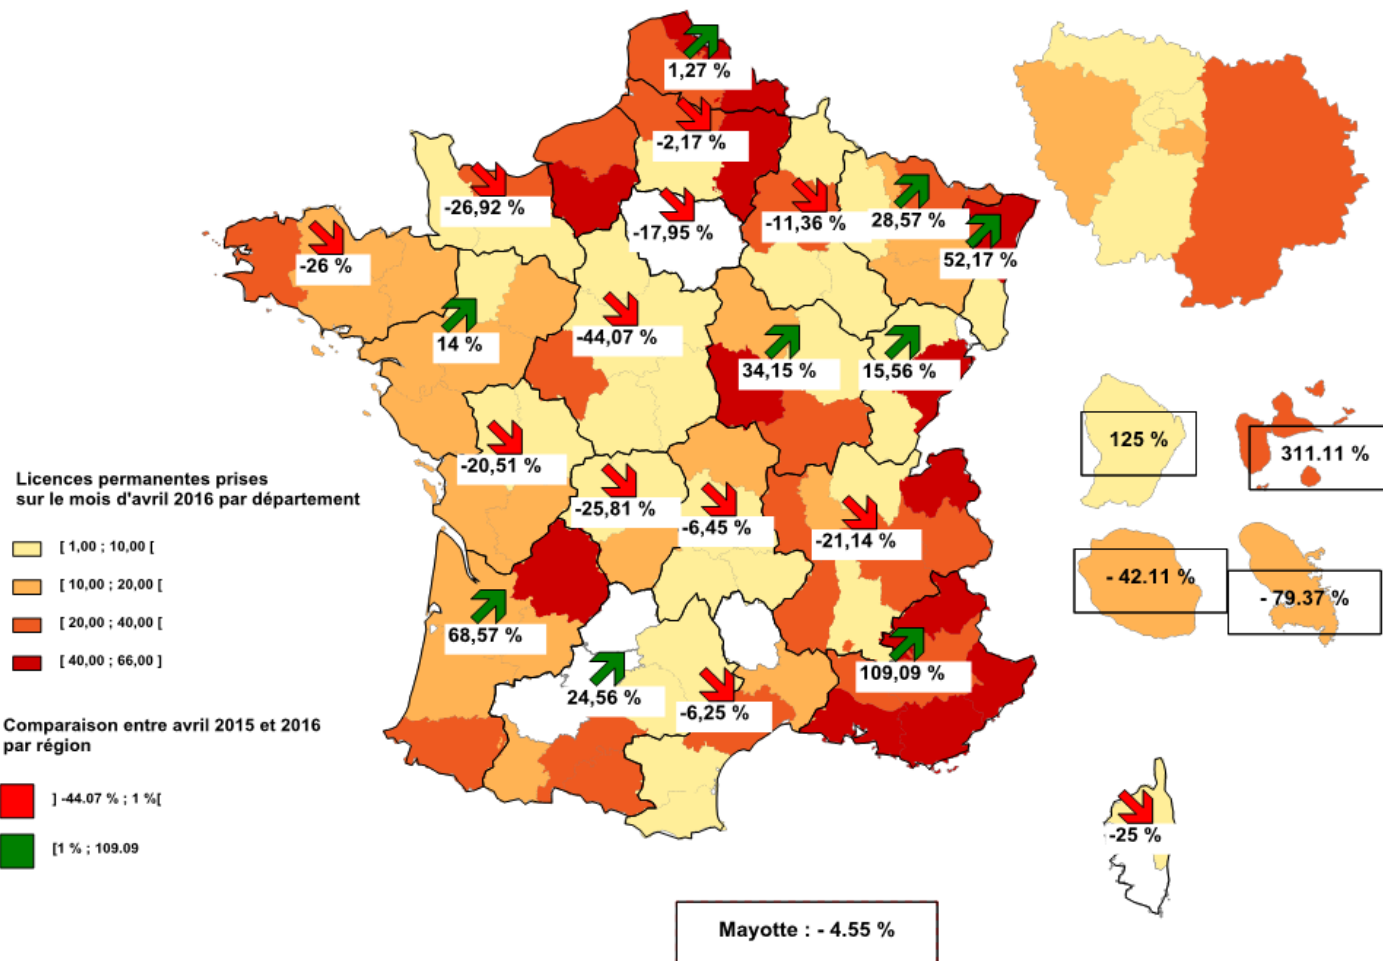 1,27 %
-2,17 %
-26,92 %
-17,95 %
-11,36 %
28,57 %
52,17 %
-26 %
14 %
-44,07 %
34,15 %
15,56 %
125 %
311.11 %
-20,51 %
-25,81 %
-6,45 %
-21,14 %
- 42.11 %
- 79.37 %
68,57 %
24,56 %
-6,25 %
109,09 %
-25 %
Licences permanentes prises
sur le mois d'avril 2016 par département
[ 1,00 ; 10,00 [
[ 10,00 ; 20,00 [
[ 20,00 ; 40,00 [
[ 40,00 ; 66,00 ]
Comparaison entre avril 2015 et 2016
par région
] -44.07 % ; 1 %[
[1 % ; 109.09
Mayotte : - 4.55 %